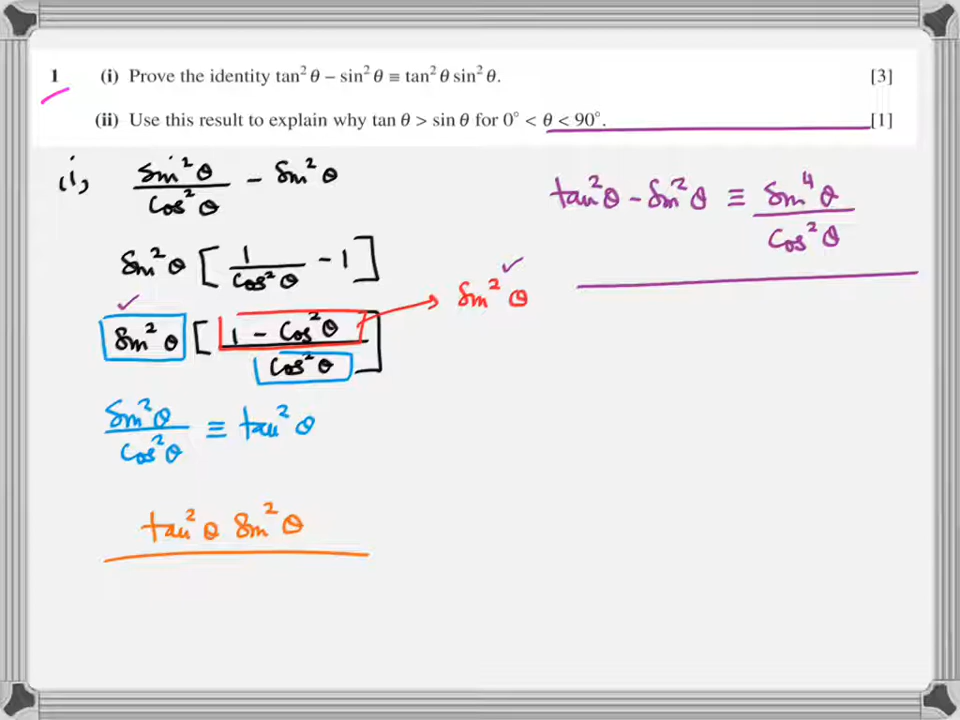 1 (i) Prove the identity tan² θ – sin² θ ≡ tan² θ sin² θ. [3]
(ii) Use this result to explain why tan θ > sin θ for 0° < θ < 90°. [1]
(i) sin² θ / cos² θ – sin² θ
sin² θ [ 1 / cos² θ – 1 ]
sin² θ [ 1 – cos² θ / cos² θ ] sin² θ
sin² θ / cos² θ ≡ tan² θ
tan² θ sin² θ
tan² θ – sin² θ ≡ sin⁴ θ / cos² θ